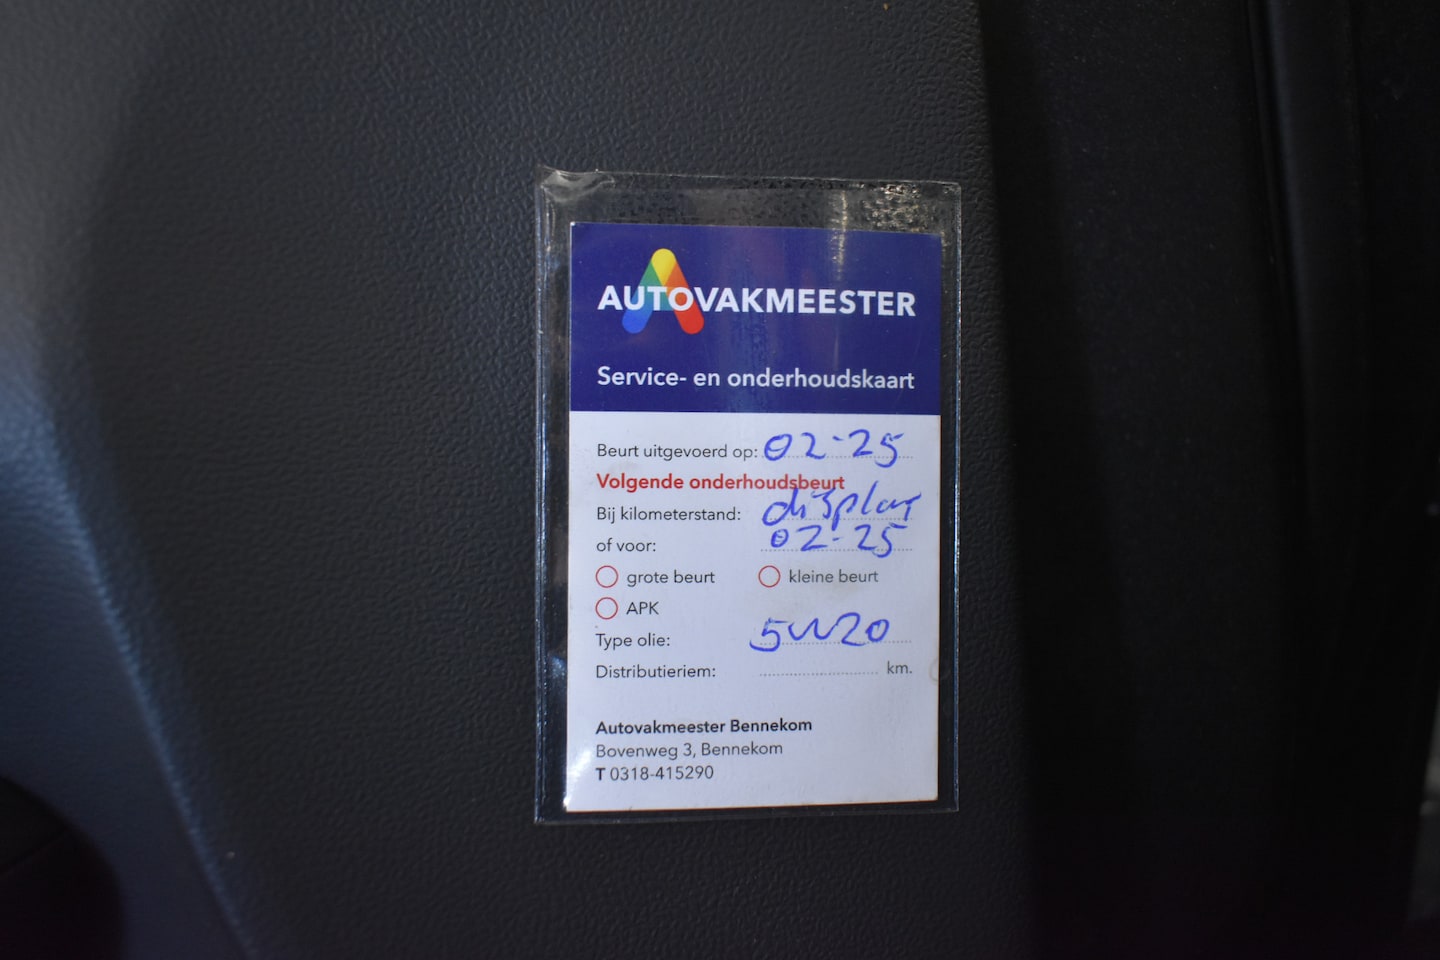 AUTOVAKMEESTER
Service- en onderhoudskaart
Beurt uitgevoerd op: 02-25
Volgende onderhoudsbeurt
Bij kilometerstand: display
of voor: 02-25
grote beurt kleine beurt
APK
Type olie: 5W20
Distributieriem: km.
Autovakmeester Bennekom
Bovenweg 3, Bennekom
T 0318-415290